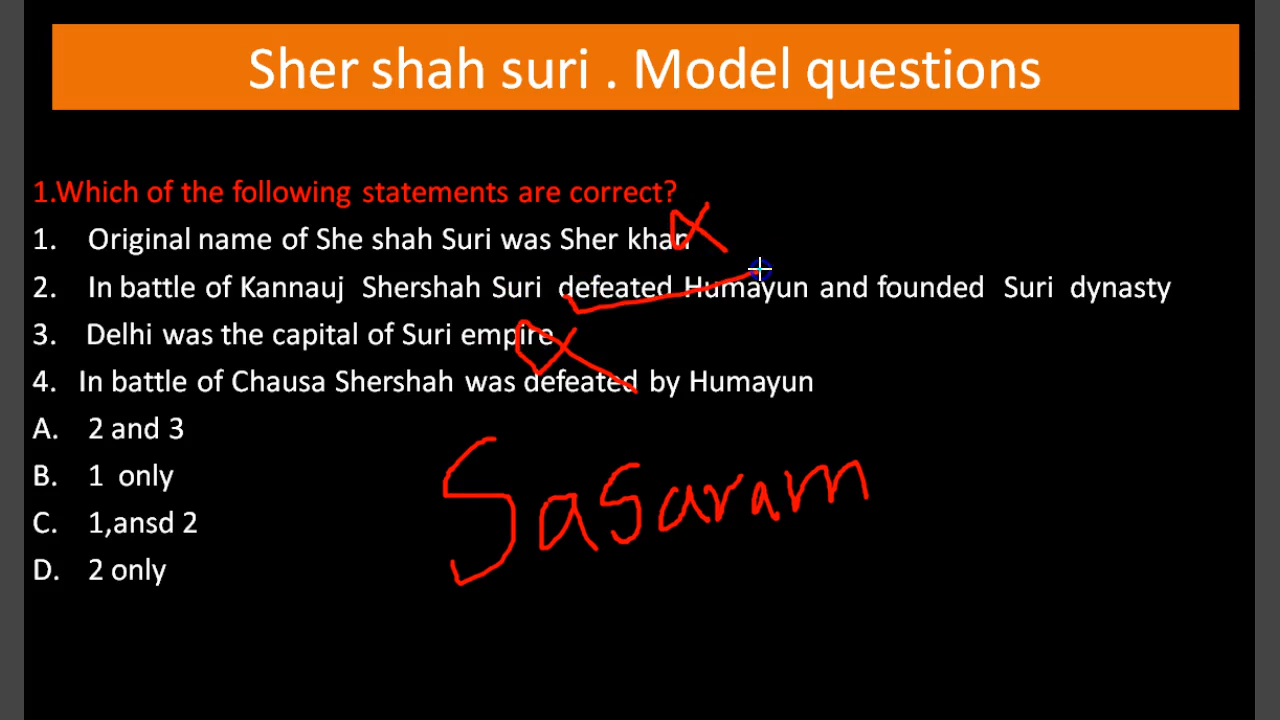 Sher shah suri . Model questions
1.Which of the following statements are correct?
1. Original name of She shah Suri was Sher khan
2. In battle of Kannauj Shershah Suri defeated Humayun and founded Suri dynasty
3. Delhi was the capital of Suri empire
4. In battle of Chausa Shershah was defeated by Humayun
A. 2 and 3
B. 1 only
C. 1,ansd 2
D. 2 only
Sasaram